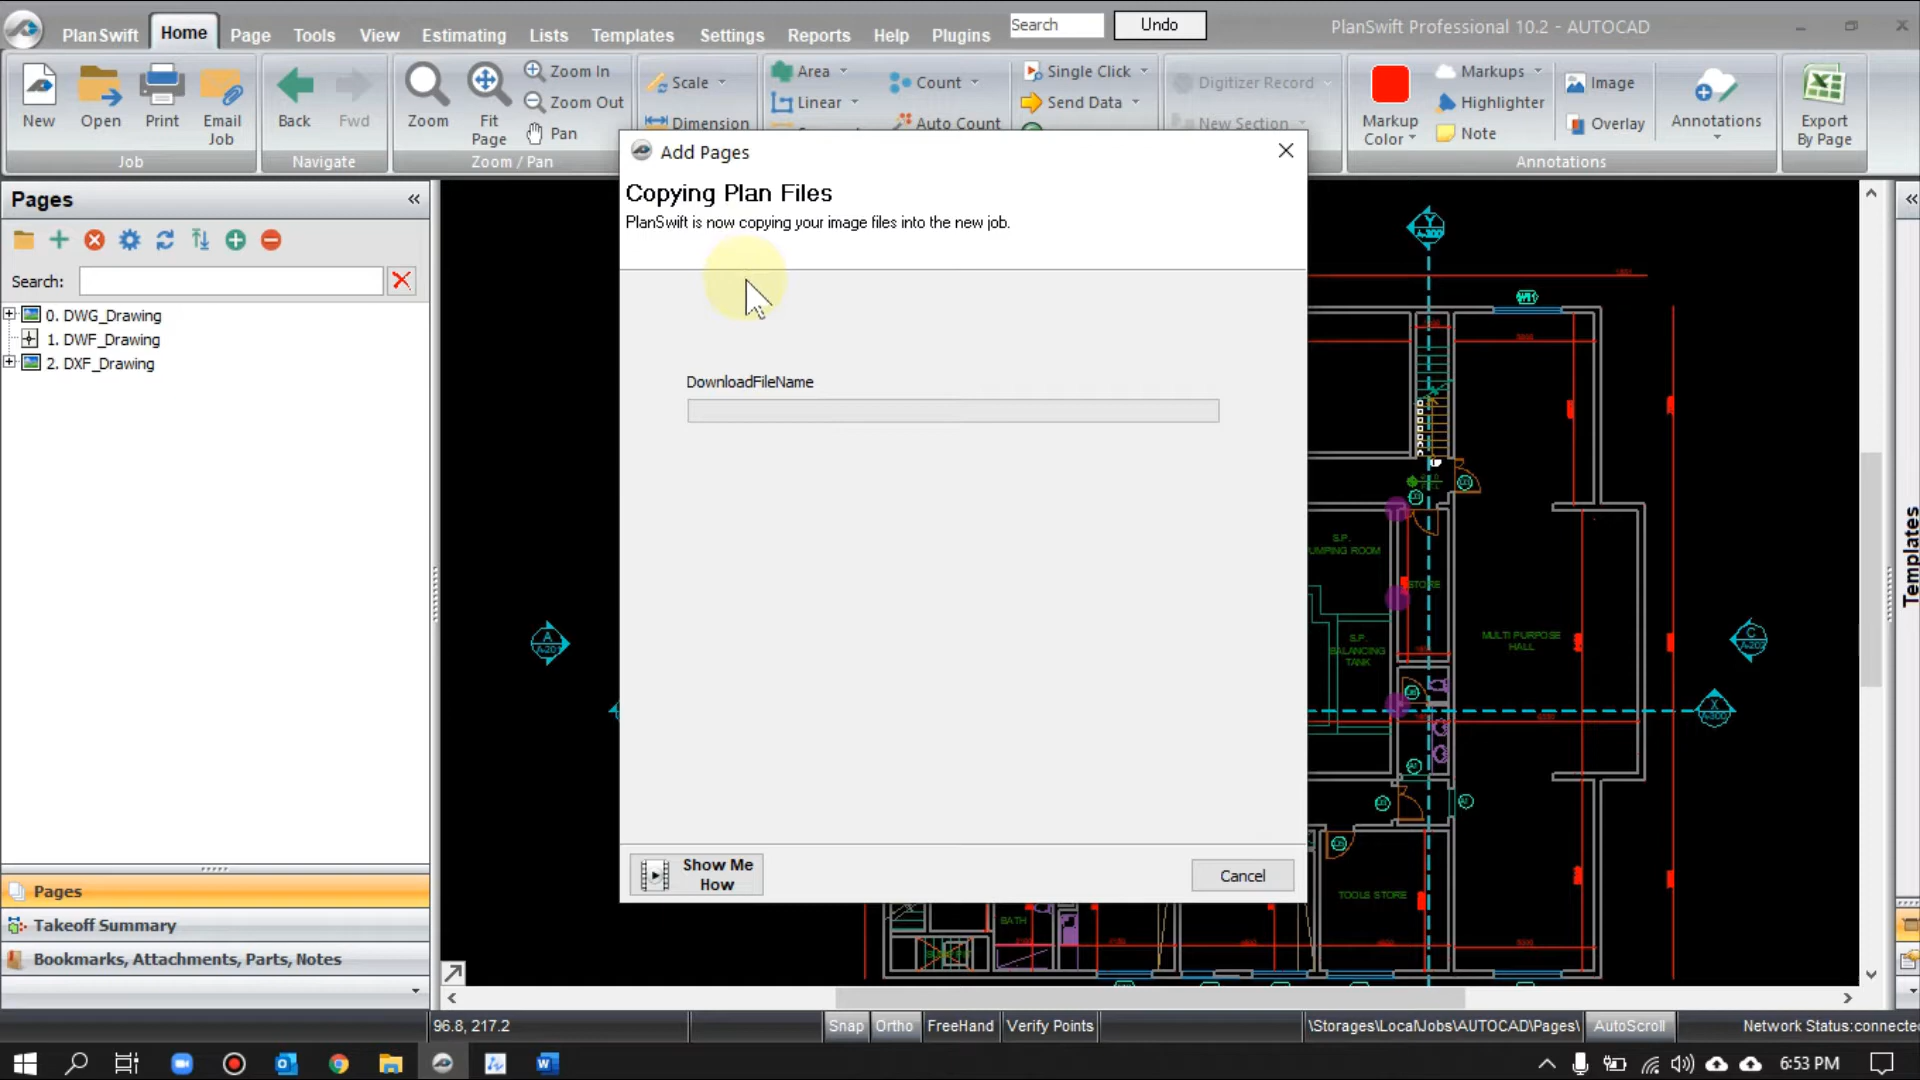 PlanSwift Home Page Tools View Estimating Lists Templates Settings Reports Help Plugins Search Undo PlanSwift Professional 10.2 - AUTOCAD
New Open Print Email Job
Job
Back Fwd
Navigate
Zoom Fit Page Zoom In
Zoom Out
Pan
Zoom / Pan
Scale
Dimension
Area
Linear
Count
Auto Count
Single Click
Send Data
Digitizer Record
New Section
Markup Color
Markups
Highlighter
Note
Image
Overlay
Annotations
Annotations
Export By Page
Pages
Search:
0. DWG_Drawing
1. DWF_Drawing
2. DXF_Drawing
Pages
Takeoff Summary
Bookmarks, Attachments, Parts, Notes
Add Pages
Copying Plan Files
PlanSwift is now copying your image files into the new job.
DownloadFileName
Show Me
How
Cancel
Y
A
C
X
STORE
S.P.
BALANCING
TANK
MULTI PURPOSE
HALL
TOOLS STORE
BATH
Templates
96.8, 217.2
Snap Ortho FreeHand Verify Points
\Storages\Local\Jobs\AUTOCAD\Pages\
AutoScroll
Network Status:connecte
6:53 PM